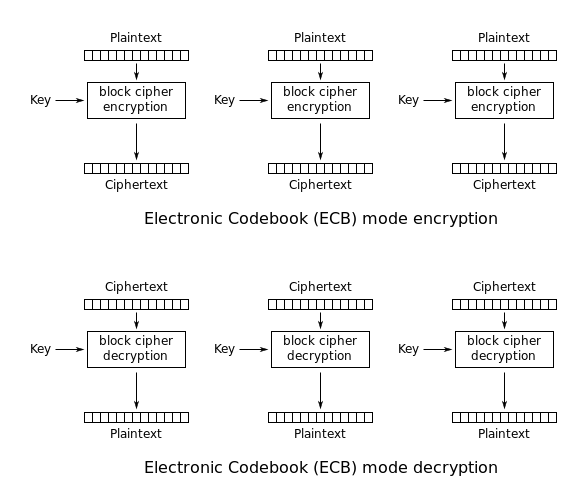 Plaintext Plaintext Plaintext
Key block cipher encryption Key block cipher encryption Key block cipher encryption
Ciphertext Ciphertext Ciphertext
Electronic Codebook (ECB) mode encryption
Ciphertext Ciphertext Ciphertext
Key block cipher decryption Key block cipher decryption Key block cipher decryption
Plaintext Plaintext Plaintext
Electronic Codebook (ECB) mode decryption